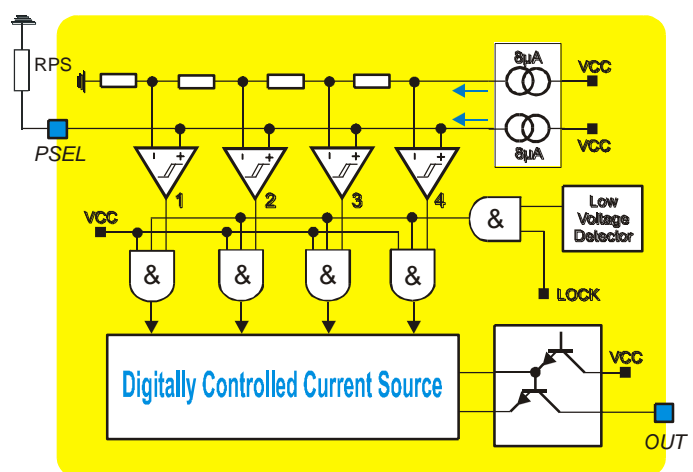 8µA
VCC
RPS
VCC
8µA
PSEL
- +
- +
- +
- +
1
2
3
4
VCC
&
Low
Voltage
Detector
&
&
&
&
LOCK
Digitally Controlled Current Source
VCC
OUT